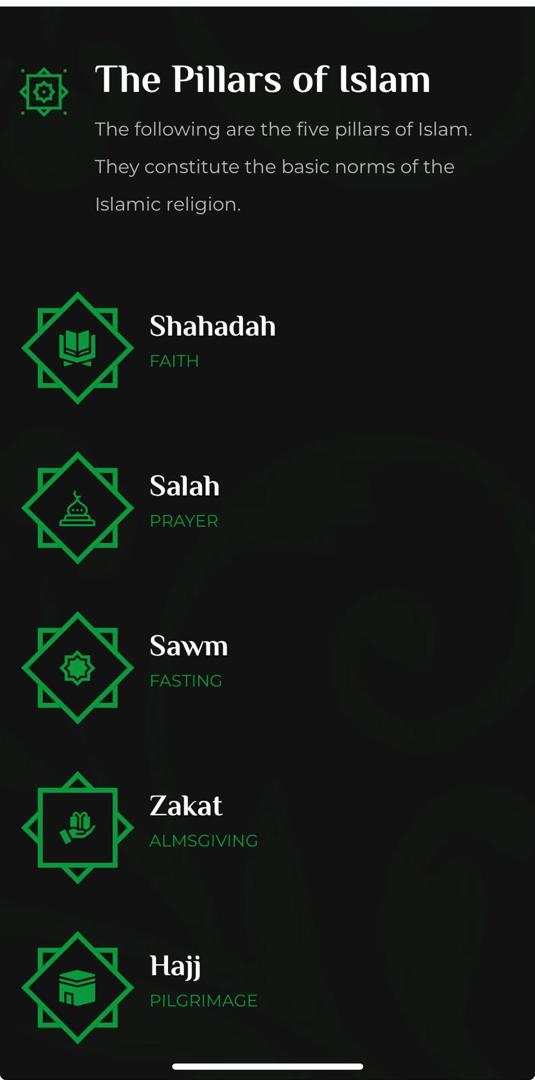 The Pillars of Islam
The following are the five pillars of Islam.
They constitute the basic norms of the
Islamic religion.
Shahadah
FAITH
Salah
PRAYER
Sawm
FASTING
Zakat
ALMSGIVING
Hajj
PILGRIMAGE